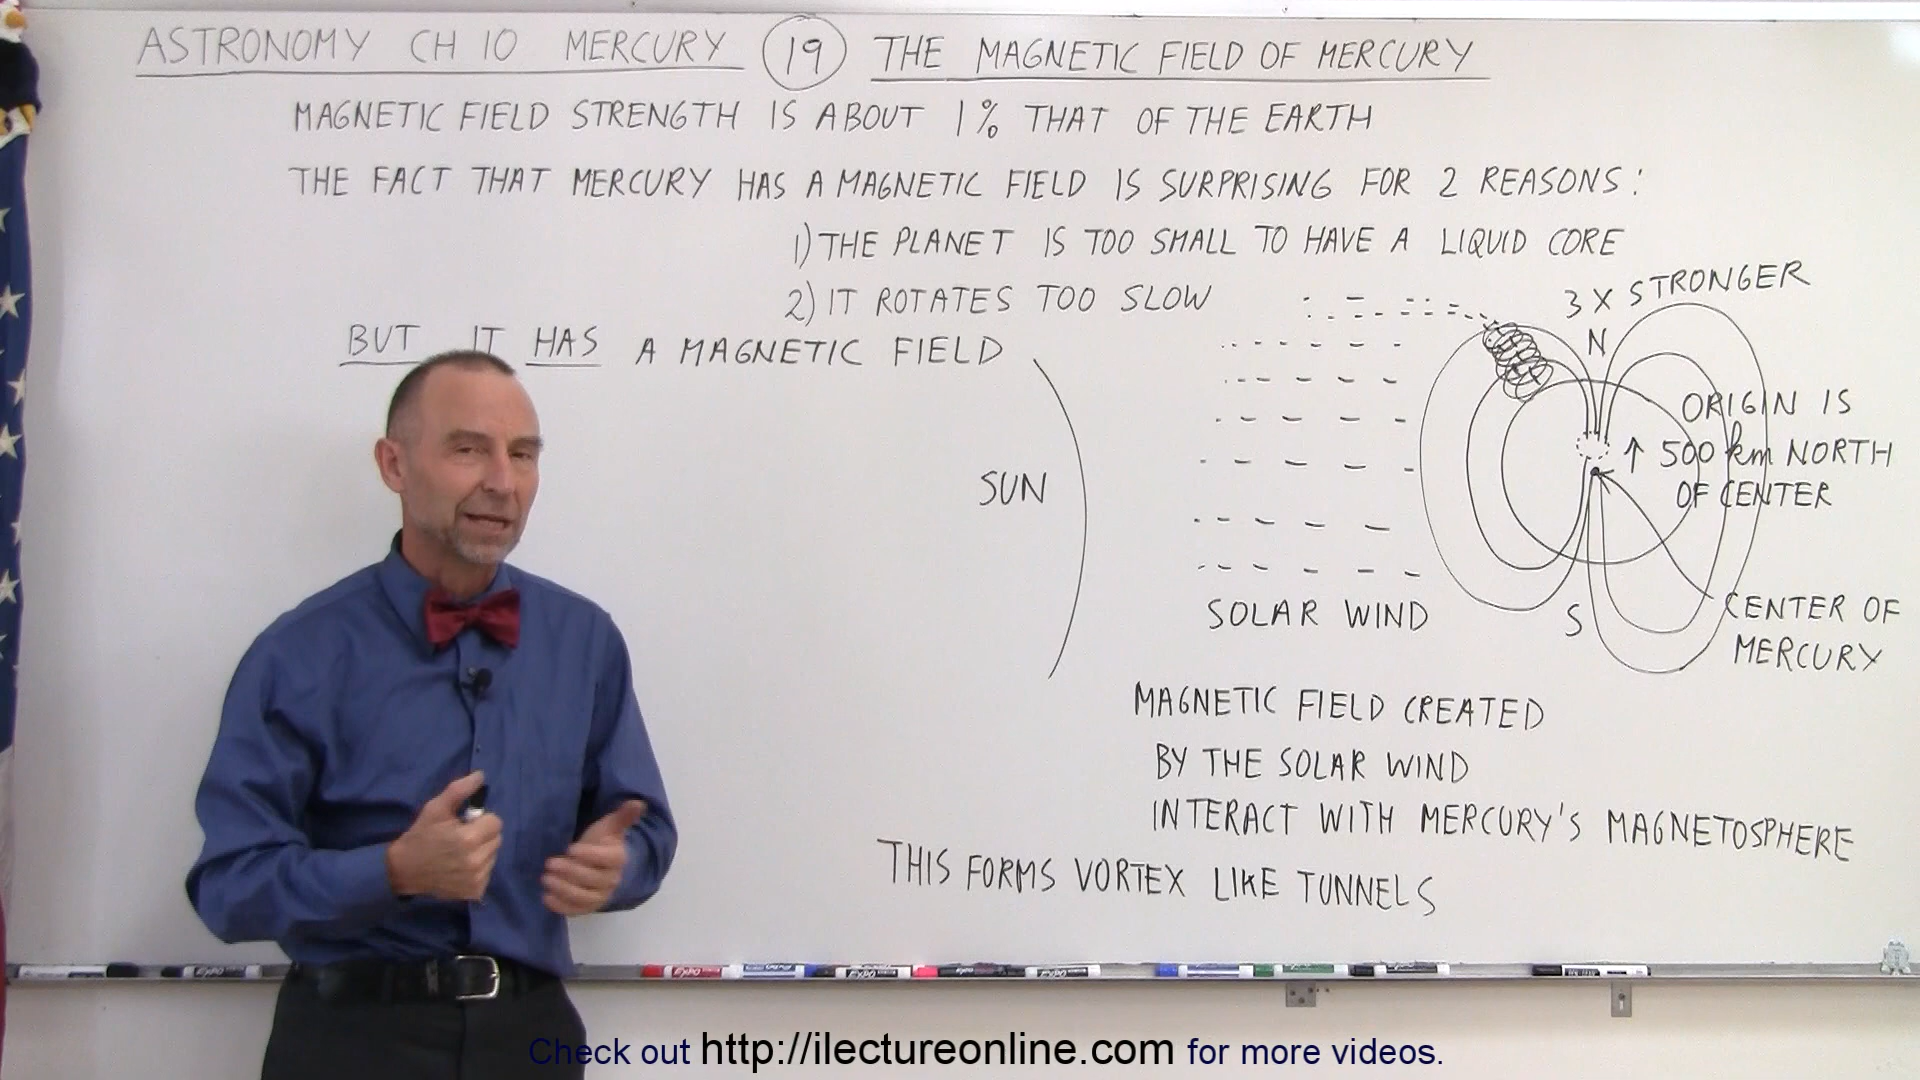 ASTRONOMY CH 10 MERCURY 19 THE MAGNETIC FIELD OF MERCURY
MAGNETIC FIELD STRENGTH IS ABOUT 1% THAT OF THE EARTH
THE FACT THAT MERCURY HAS A MAGNETIC FIELD IS SURPRISING FOR 2 REASONS:
1) THE PLANET IS TOO SMALL TO HAVE A LIQUID CORE
2) IT ROTATES TOO SLOW
BUT IT HAS A MAGNETIC FIELD
3 X STRONGER
N
ORIGIN IS
↑ 500 km NORTH
OF CENTER
SUN
SOLAR WIND
S
CENTER OF
MERCURY
MAGNETIC FIELD CREATED
BY THE SOLAR WIND
INTERACT WITH MERCURY'S MAGNETOSPHERE
THIS FORMS VORTEX LIKE TUNNELS
Check out http://ilectureonline.com for more videos.